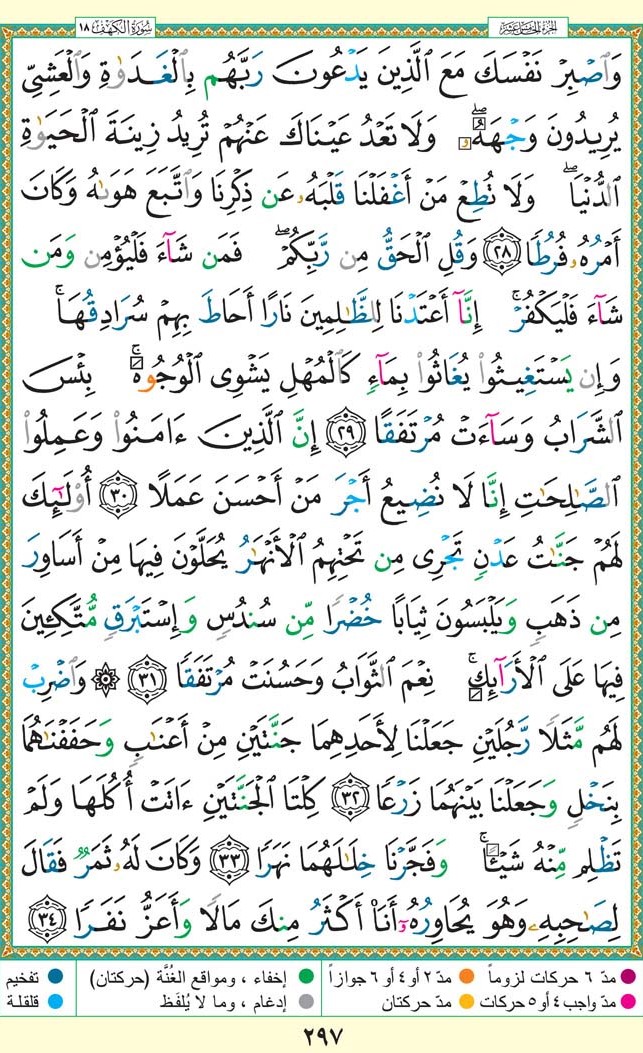 الجزء الخامس عشر
سورة الكهف ١٨
وَٱصْبِرْ نَفْسَكَ مَعَ ٱلَّذِينَ يَدْعُونَ رَبَّهُم بِٱلْغَدَوٰةِ وَٱلْعَشِىِّ
يُرِيدُونَ وَجْهَهُۥ ۖ وَلَا تَعْدُ عَيْنَاكَ عَنْهُمْ تُرِيدُ زِينَةَ ٱلْحَيَوٰةِ
ٱلدُّنْيَا ۖ وَلَا تُطِعْ مَنْ أَغْفَلْنَا قَلْبَهُۥ عَن ذِكْرِنَا وَٱتَّبَعَ هَوَىٰهُ وَكَانَ
أَمْرُهُۥ فُرُطًا ٢٨ وَقُلِ ٱلْحَقُّ مِن رَّبِّكُمْ ۖ فَمَن شَآءَ فَلْيُؤْمِن وَمَن
شَآءَ فَلْيَكْفُرْ ۚ إِنَّآ أَعْتَدْنَا لِلظَّٰلِمِينَ نَارًا أَحَاطَ بِهِمْ سُرَادِقُهَا ۚ
وَإِن يَسْتَغِيثُوا۟ يُغَاثُوا۟ بِمَآءٍ كَٱلْمُهْلِ يَشْوِى ٱلْوُجُوهَ ۚ بِئْسَ
ٱلشَّرَابُ وَسَآءَتْ مُرْتَفَقًا ٢٩ إِنَّ ٱلَّذِينَ ءَامَنُوا۟ وَعَمِلُوا۟
ٱلصَّٰلِحَٰتِ إِنَّا لَا نُضِيعُ أَجْرَ مَنْ أَحْسَنَ عَمَلًا ٣٠ أُو۟لَٰٓئِكَ
لَهُمْ جَنَّٰتُ عَدْنٍ تَجْرِى مِن تَحْتِهِمُ ٱلْأَنْهَٰرُ يُحَلَّوْنَ فِيهَا مِنْ أَسَاوِرَ
مِن ذَهَبٍ وَيَلْبَسُونَ ثِيَابًا خُضْرًا مِّن سُندُسٍ وَإِسْتَبْرَقٍ مُّتَّكِـِٔينَ
فِيهَا عَلَى ٱلْأَرَآئِكِ ۚ نِعْمَ ٱلثَّوَابُ وَحَسُنَتْ مُرْتَفَقًا ٣١ ۞ وَٱضْرِبْ
لَهُم مَّثَلًا رَّجُلَيْنِ جَعَلْنَا لِأَحَدِهِمَا جَنَّتَيْنِ مِنْ أَعْنَٰبٍ وَحَفَفْنَٰهُمَا
بِنَخْلٍ وَجَعَلْنَا بَيْنَهُمَا زَرْعًا ٣٢ كِلْتَا ٱلْجَنَّتَيْنِ ءَاتَتْ أُكُلَهَا وَلَمْ
تَظْلِم مِّنْهُ شَيْـًٔا ۚ وَفَجَّرْنَا خِلَٰلَهُمَا نَهَرًا ٣٣ وَكَانَ لَهُۥ ثَمَرٌ فَقَالَ
لِصَٰحِبِهِۦ وَهُوَ يُحَاوِرُهُۥٓ أَنَا۠ أَكْثَرُ مِنكَ مَالًا وَأَعَزُّ نَفَرًا ٣٤
مدّ ٦ حركات لزوماً مدّ ٢ أو ٤ أو ٦ جوازاً إخفاء ، ومواقع الغُنَّة (حركتان) تفخيم
مدّ واجب ٤ أو ٥ حركات مدّ حركتان إدغام ، وما لا يُلفَظ قلقلة
٢٩٧